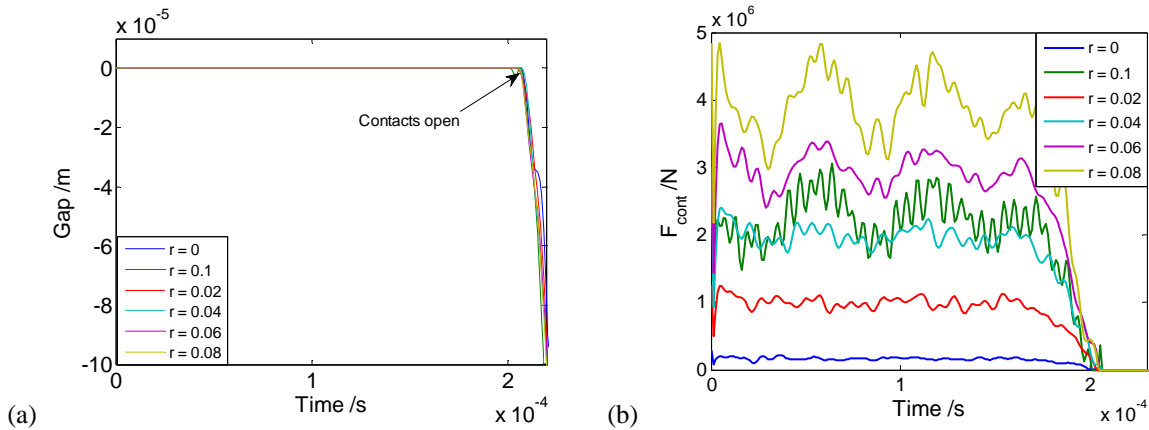 x 10⁻⁵
0
-2
-4
-6
-8
-10
Gap /m
Contacts open
r = 0
r = 0.1
r = 0.02
r = 0.04
r = 0.06
r = 0.08
0
1
2
Time /s
x 10⁻⁴
(a)
x 10⁶
5
4
3
2
1
0
F_cont /N
r = 0
r = 0.1
r = 0.02
r = 0.04
r = 0.06
r = 0.08
0
1
2
Time /s
x 10⁻⁴
(b)